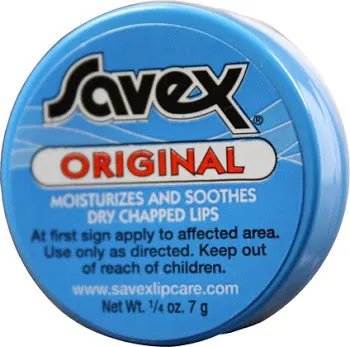 Savex®
ORIGINAL
MOISTURIZES AND SOOTHES
DRY CHAPPED LIPS
At first sign apply to affected area.
Use only as directed. Keep out
of reach of children.
www.savexlipcare.com
Net Wt. 1/4 oz. 7 g